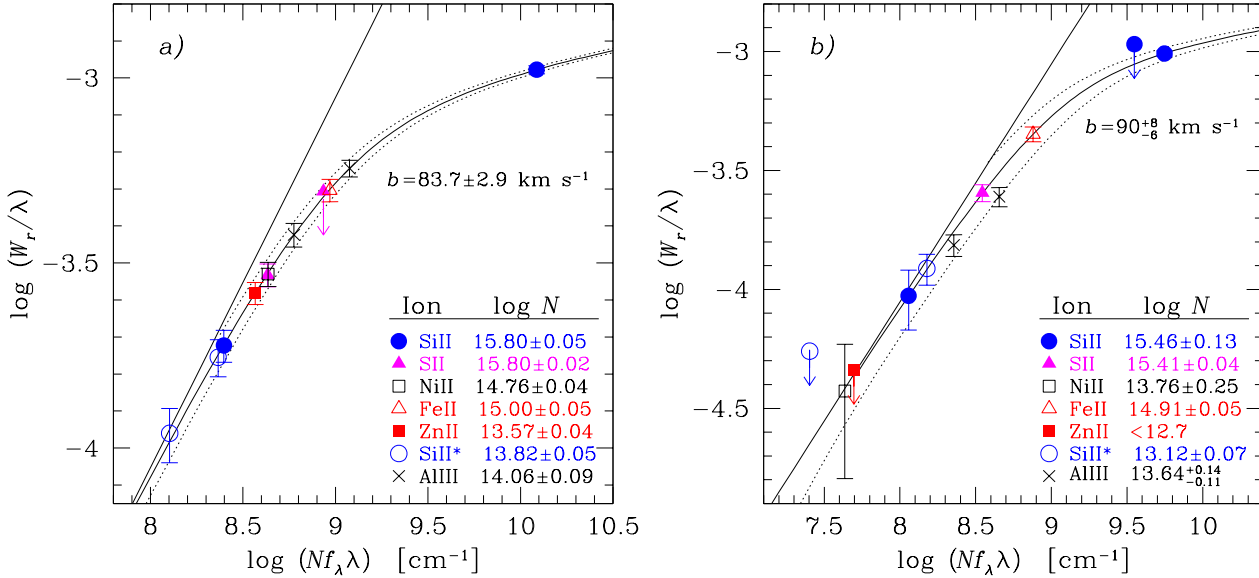 a)
b=83.7±2.9 km s⁻¹
Ion log N
SiII 15.80±0.05
SII 15.80±0.02
NiII 14.76±0.04
FeII 15.00±0.05
ZnII 13.57±0.04
SiII* 13.82±0.05
AlIII 14.06±0.09
−3
−3.5
−4
log (W_r/λ)
8 8.5 9 9.5 10 10.5
log (Nf_λλ) [cm⁻¹]
b)
b=90⁺⁸₋₆ km s⁻¹
Ion log N
SiII 15.46±0.13
SII 15.41±0.04
NiII 13.76±0.25
FeII 14.91±0.05
ZnII <12.7
SiII* 13.12±0.07
AlIII 13.64⁺⁰·¹⁴₋₀.₁₁
−3
−3.5
−4
−4.5
log (W_r/λ)
7.5 8 8.5 9 9.5 10
log (Nf_λλ) [cm⁻¹]